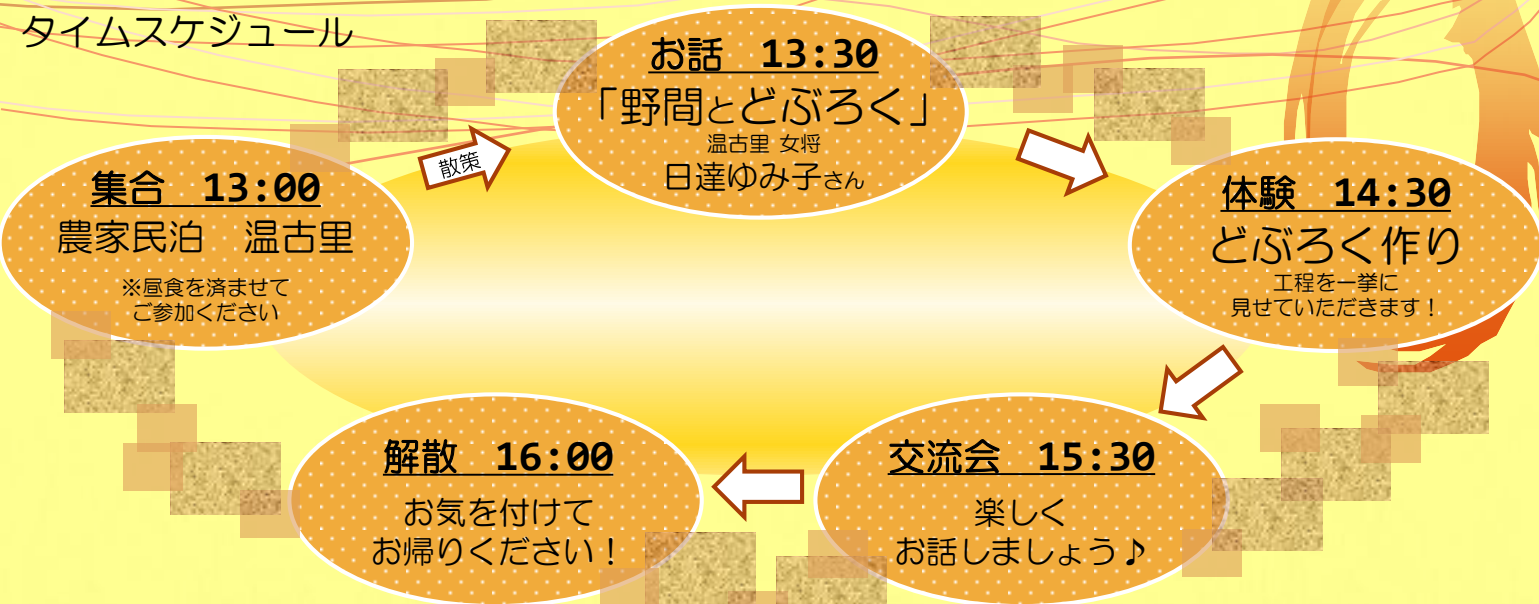 タイムスケジュール
集合　13:00
農家民泊　温古里
※昼食を済ませて
ご参加ください
散策
お話　13:30
「野間とどぶろく」
温古里 女将
日達ゆみ子さん
体験　14:30
どぶろく作り
工程を一挙に
見せていただきます！
交流会　15:30
楽しく
お話しましょう♪
解散　16:00
お気を付けて
お帰りください！